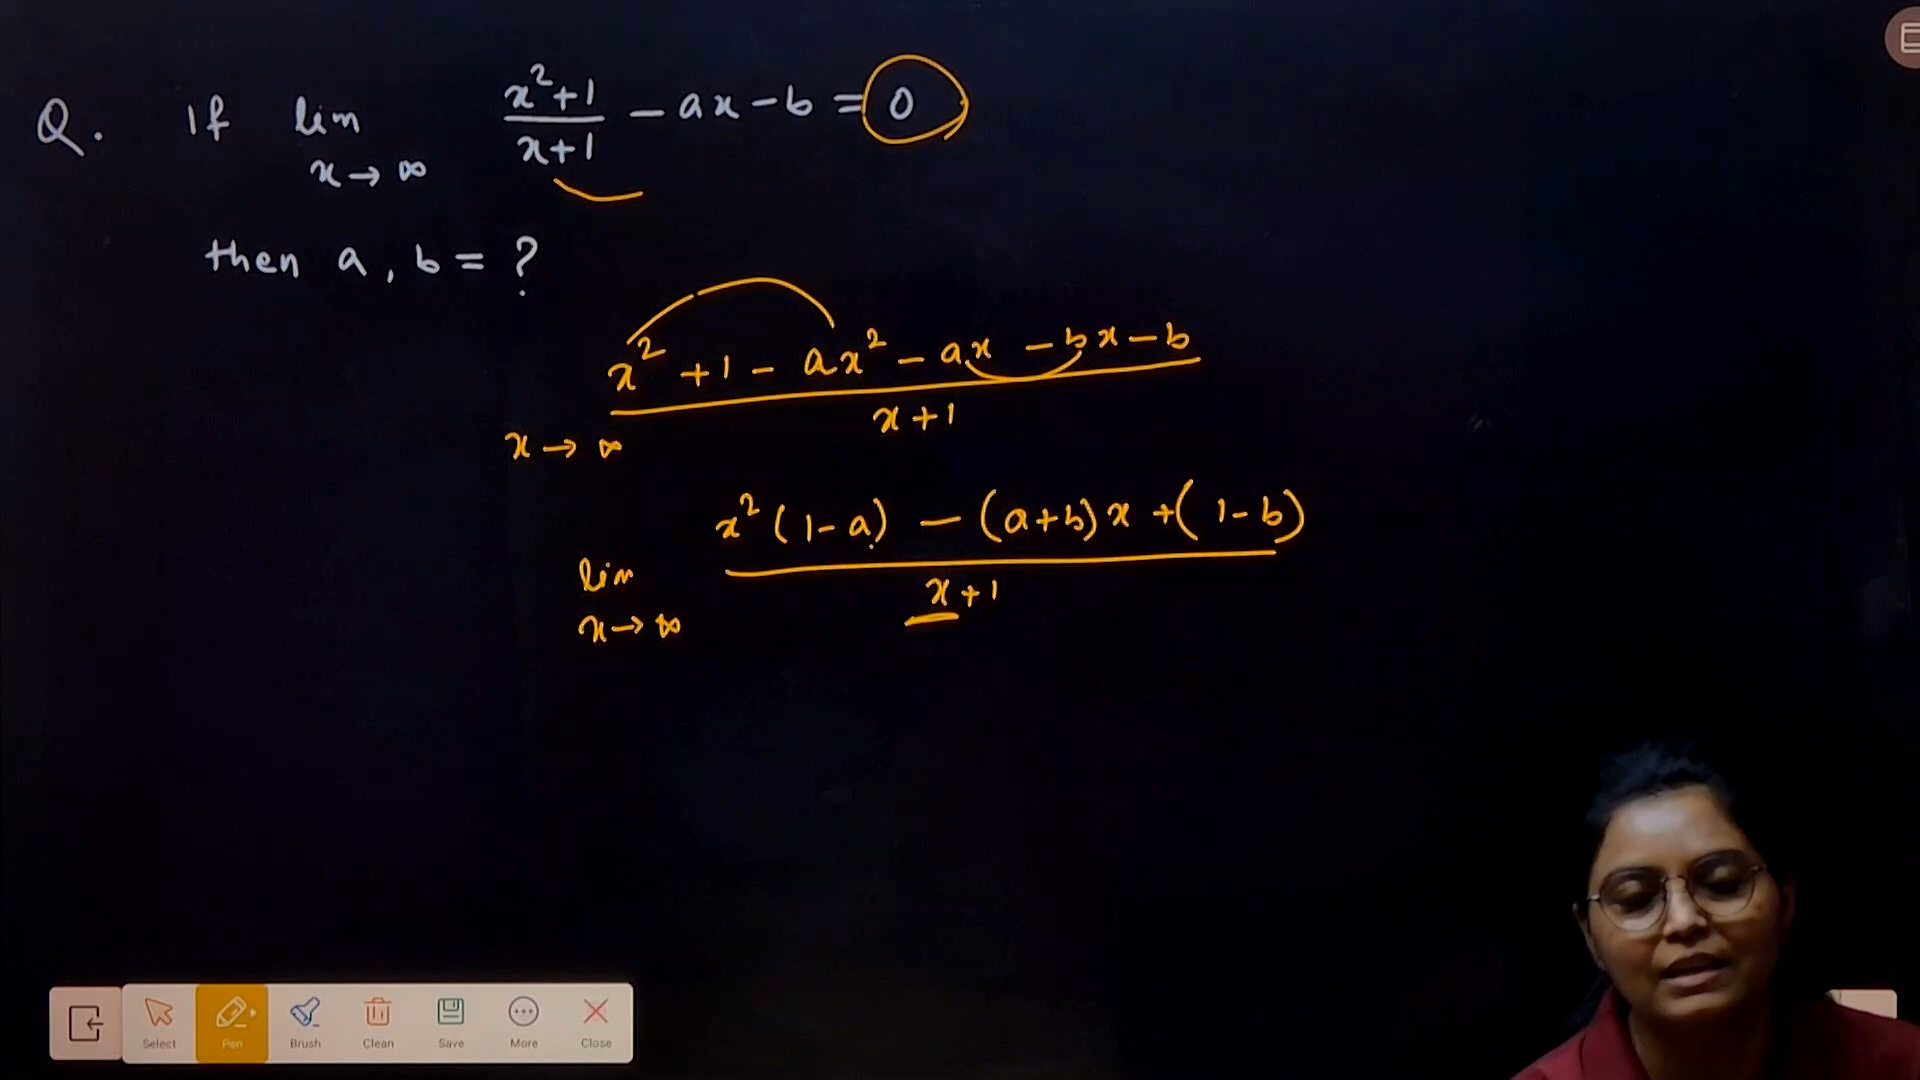 Q. If lim x→∞ (x²+1)/(x+1) − ax − b = 0
then a, b = ?
x² + 1 − ax² − ax − bx − b
x + 1
x → ∞
x² (1 − a) − (a+b) x + (1 − b)
lim
x + 1
x → ∞
Select Pen Brush Clean Save More Close